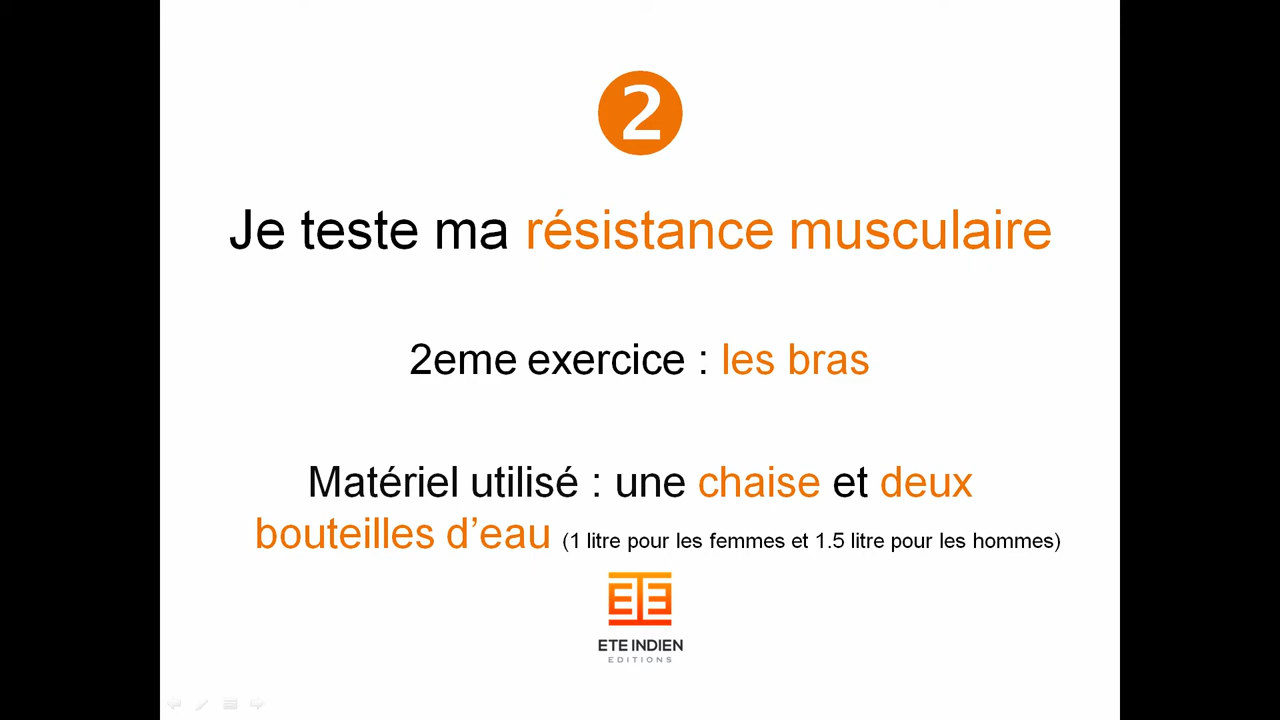 2
Je teste ma résistance musculaire
2eme exercice : les bras
Matériel utilisé : une chaise et deux
bouteilles d’eau (1 litre pour les femmes et 1.5 litre pour les hommes)
ETE
ETE INDIEN
EDITIONS